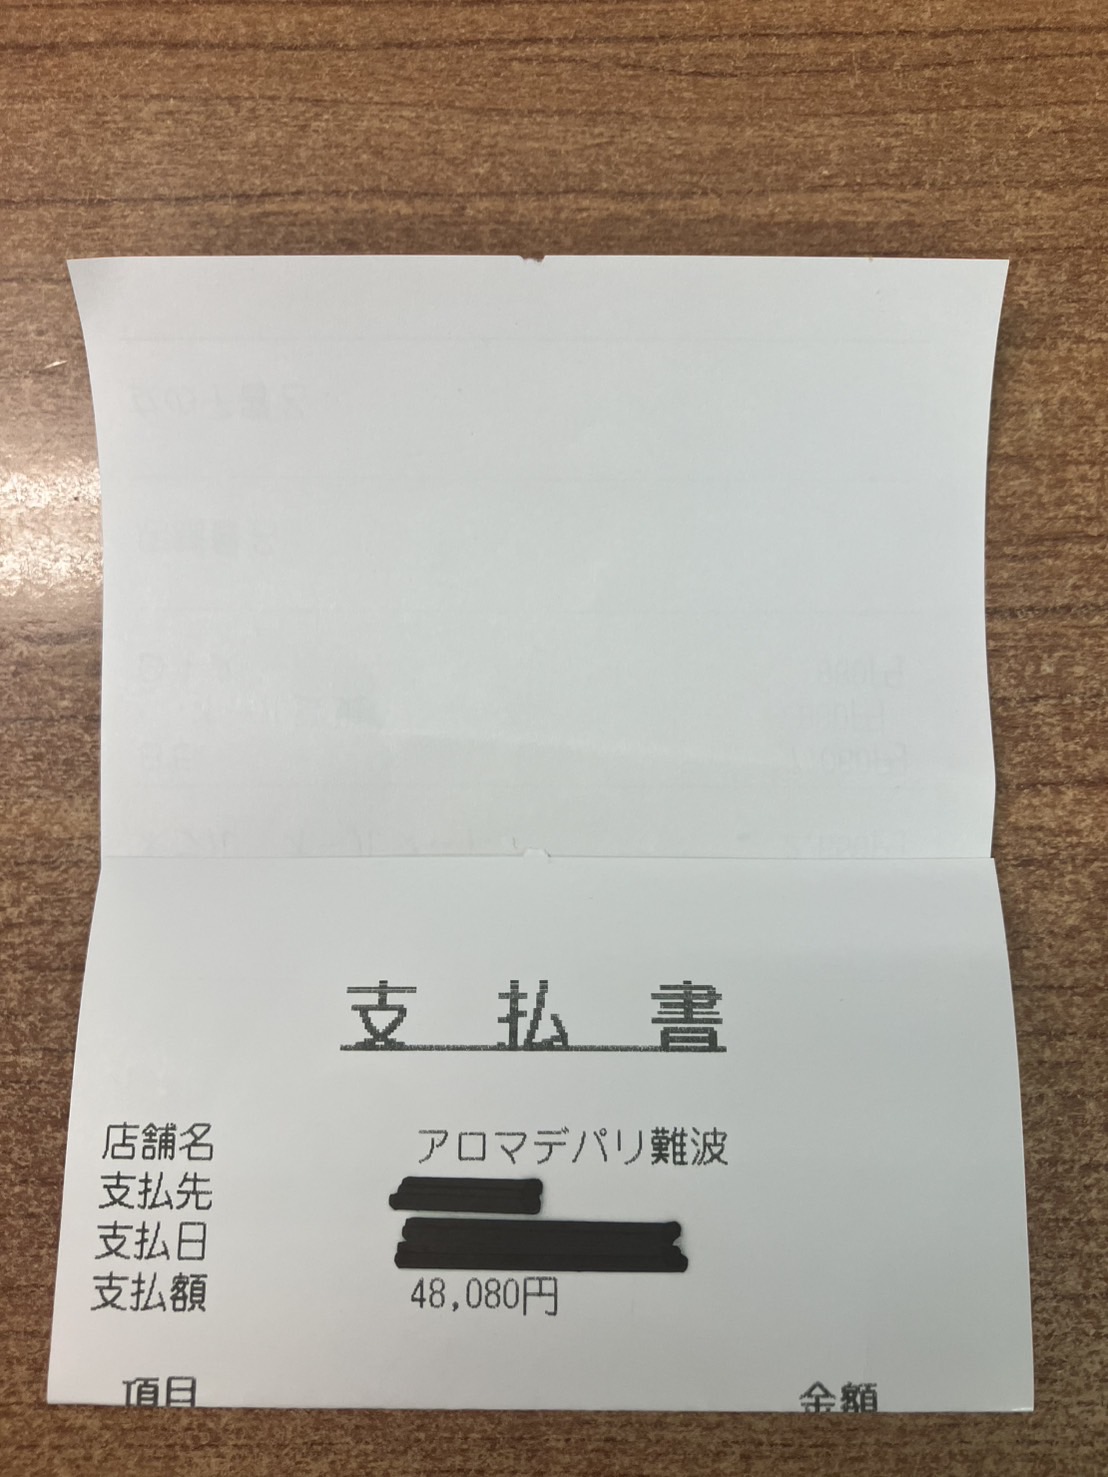 支払書
店舗名 アロマデパリ難波
支払先
支払日
支払額 48,080円
項目 金額